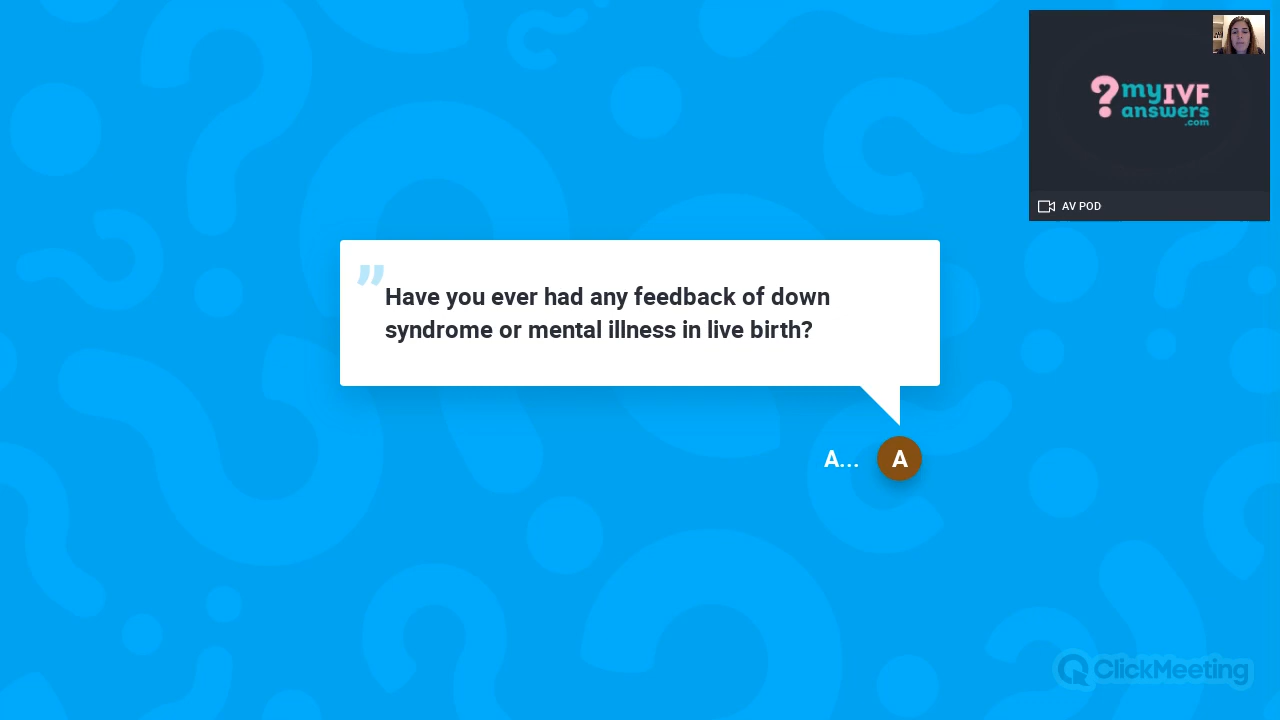 ?myIVF
answers
.com
AV POD
” Have you ever had any feedback of down
syndrome or mental illness in live birth?
A... A
ClickMeeting